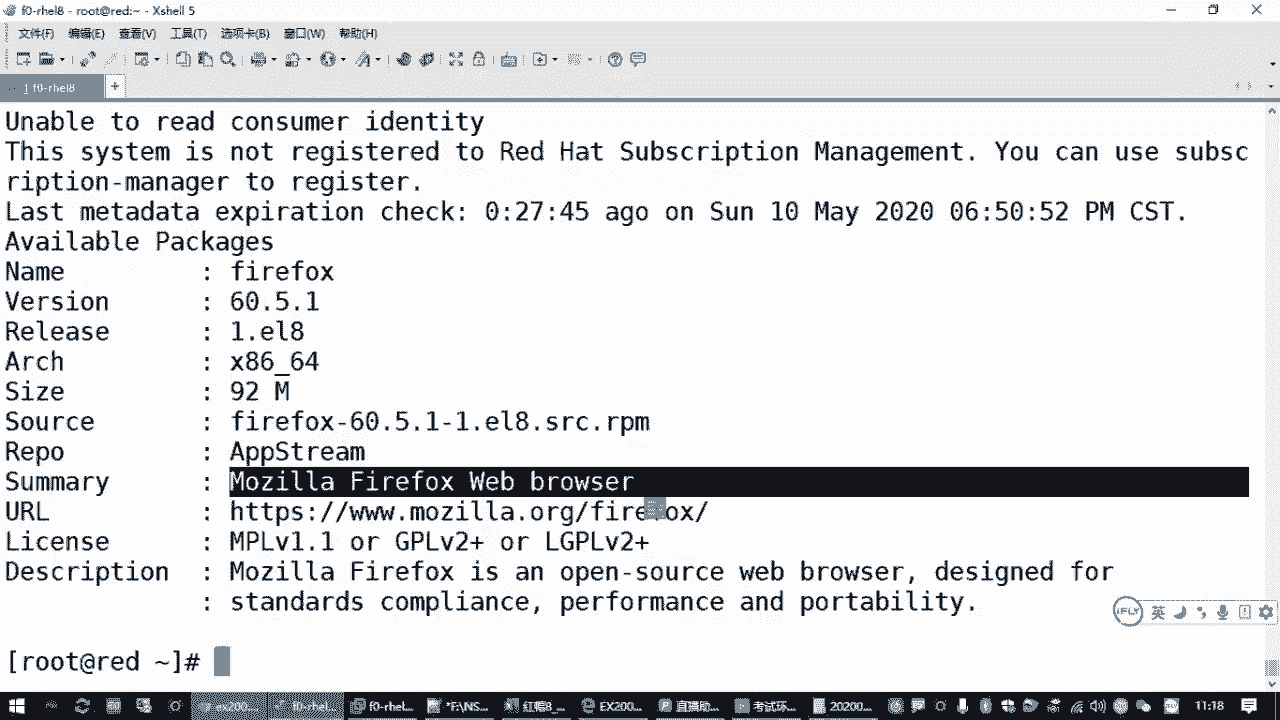 f0-rhel8 - root@red:~ - Xshell 5
文件(F) 编辑(E) 查看(V) 工具(T) 选项卡(B) 窗口(W) 帮助(H)
1 f0-rhel8 +
Unable to read consumer identity
This system is not registered to Red Hat Subscription Management. You can use subsc
ription-manager to register.
Last metadata expiration check: 0:27:45 ago on Sun 10 May 2020 06:50:52 PM CST.
Available Packages
Name : firefox
Version : 60.5.1
Release : 1.el8
Arch : x86_64
Size : 92 M
Source : firefox-60.5.1-1.el8.src.rpm
Repo : AppStream
Summary : Mozilla Firefox Web browser
URL : https://www.mozilla.org/firefox/
License : MPLv1.1 or GPLv2+ or LGPLv2+
Description : Mozilla Firefox is an open-source web browser, designed for
: standards compliance, performance and portability.
iFLY 英
[root@red ~]#
ex200... f0-rhel... f0-rhel... *F:\NS... 红帽8_... EX200... 直播助... 考试环... 20200... 11:18